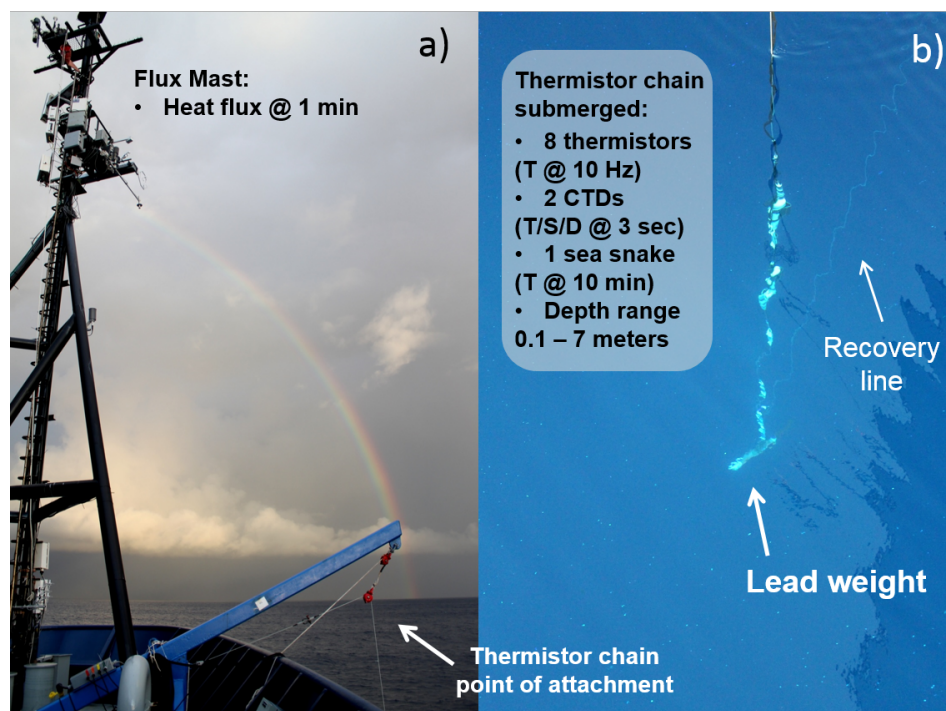 a)
Flux Mast:
• Heat flux @ 1 min
Thermistor chain
point of attachment
b)
Thermistor chain
submerged:
• 8 thermistors
(T @ 10 Hz)
• 2 CTDs
(T/S/D @ 3 sec)
• 1 sea snake
(T @ 10 min)
• Depth range
0.1 – 7 meters
Recovery
line
Lead weight